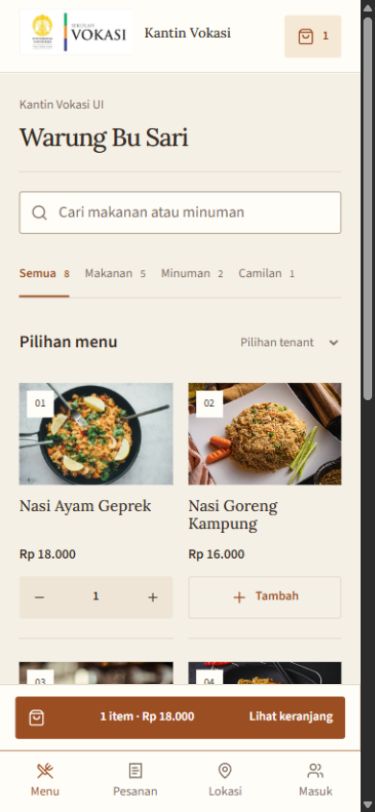 SEKOLAH
VOKASI
Kantin Vokasi
1
Kantin Vokasi UI
Warung Bu Sari
Cari makanan atau minuman
Semua 8 Makanan 5 Minuman 2 Camilan 1
Pilihan menu
Pilihan tenant
01
02
Nasi Ayam Geprek
Nasi Goreng
Kampung
Rp 18.000
Rp 16.000
− 1 +
+ Tambah
03
04
1 item · Rp 18.000
Lihat keranjang
Menu
Pesanan
Lokasi
Masuk